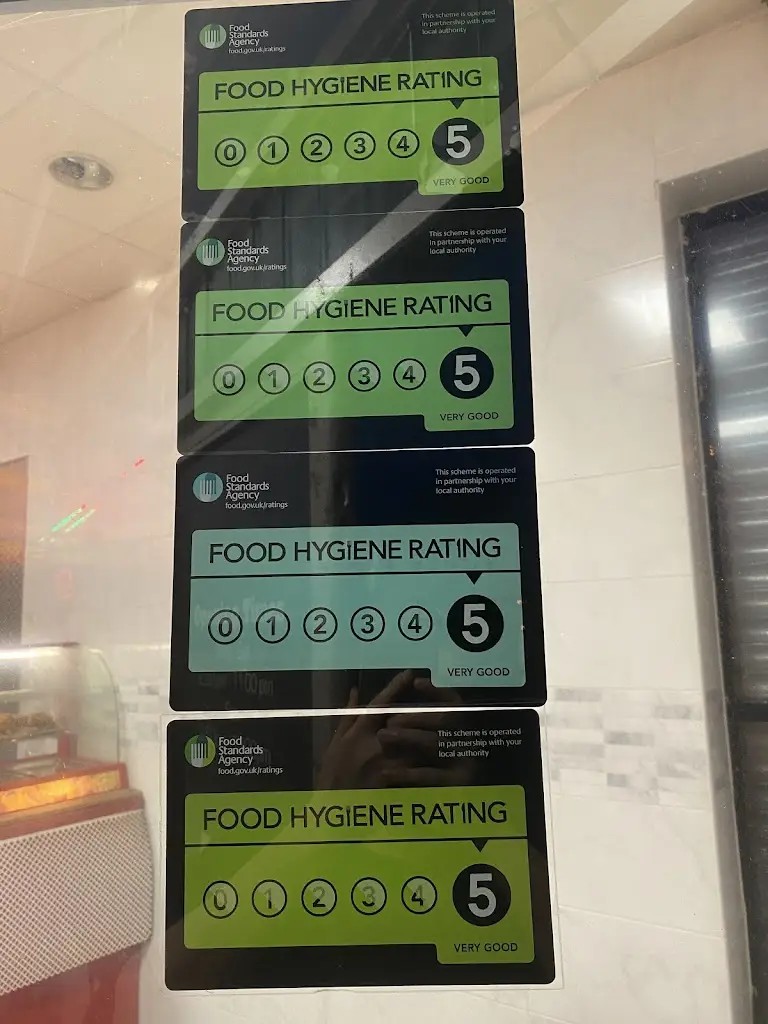 Food
Standards
Agency
food.gov.uk/ratings
This scheme is operated
in partnership with your
local authority
FOOD HYGIENE RATING
0 1 2 3 4 5
VERY GOOD
Food
Standards
Agency
food.gov.uk/ratings
This scheme is operated
in partnership with your
local authority
FOOD HYGIENE RATING
0 1 2 3 4 5
VERY GOOD
Food
Standards
Agency
food.gov.uk/ratings
This scheme is operated
in partnership with your
local authority
FOOD HYGIENE RATING
0 1 2 3 4 5
VERY GOOD
Food
Standards
Agency
food.gov.uk/ratings
This scheme is operated
in partnership with your
local authority
FOOD HYGIENE RATING
0 1 2 3 4 5
VERY GOOD